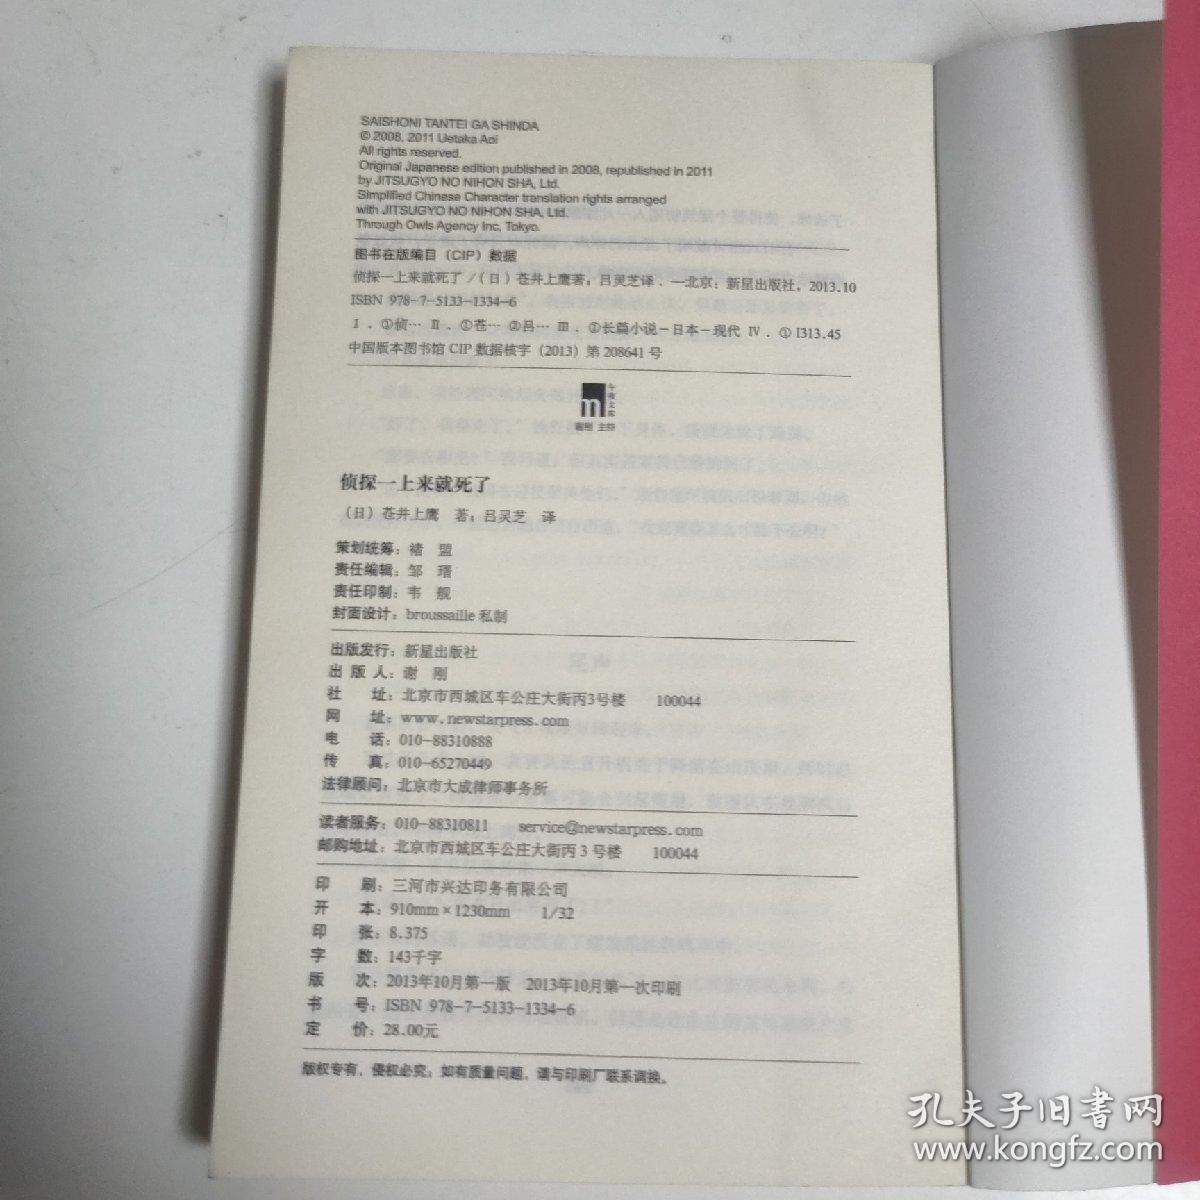 SAISHONI TANTEI GA SHINDA
© 2008, 2011 Uetaka Aoi
All rights reserved.
Original Japanese edition published in 2008, republished in 2011
by JITSUGYO NO NIHON SHA, Ltd.
Simplified Chinese Character translation rights arranged
with JITSUGYO NO NIHON SHA, Ltd.
Through Owls Agency Inc, Tokyo.
图书在版编目（CIP）数据
侦探一上来就死了／（日）苍井上鹰著；吕灵芝译．—北京：新星出版社，2013.10
ISBN 978-7-5133-1334-6
Ⅰ．①侦… Ⅱ．①苍… ②吕… Ⅲ．①长篇小说－日本－现代 Ⅳ．① I313.45
中国版本图书馆 CIP 数据核字（2013）第 208641 号
m
午夜文库
谢刚 主持
侦探一上来就死了
（日）苍井上鹰 著；吕灵芝 译
策划统筹：褚 盟
责任编辑：邹 瑨
责任印制：韦 舰
封面设计：broussaille 私制
出版发行：新星出版社
出 版 人：谢 刚
社 址：北京市西城区车公庄大街丙3号楼 100044
网 址：www.newstarpress.com
电 话：010-88310888
传 真：010-65270449
法律顾问：北京市大成律师事务所
读者服务：010-88310811 service@newstarpress.com
邮购地址：北京市西城区车公庄大街丙 3 号楼 100044
印 刷：三河市兴达印务有限公司
开 本：910mm×1230mm 1/32
印 张：8.375
字 数：143千字
版 次：2013年10月第一版 2013年10月第一次印刷
书 号：ISBN 978-7-5133-1334-6
定 价：28.00元
版权专有，侵权必究；如有质量问题，请与印刷厂联系调换。
孔夫子旧书网
www.kongfz.com